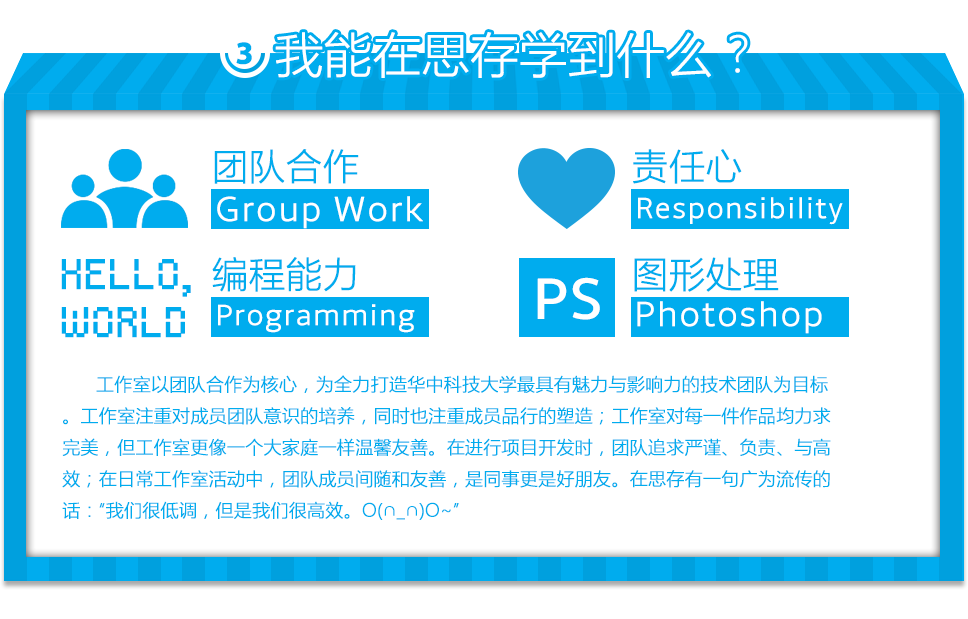 3 我能在思存学到什么？
团队合作
Group Work
责任心
Responsibility
HELLO,
WORLD
编程能力
Programming
PS
图形处理
Photoshop
工作室以团队合作为核心，为全力打造华中科技大学最具有魅力与影响力的技术团队为目标
。工作室注重对成员团队意识的培养，同时也注重成员品行的塑造；工作室对每一件作品均力求
完美，但工作室更像一个大家庭一样温馨友善。在进行项目开发时，团队追求严谨、负责、与高
效；在日常工作室活动中，团队成员间随和友善，是同事更是好朋友。在思存有一句广为流传的
话：“我们很低调，但是我们很高效。O(∩_∩)O~”